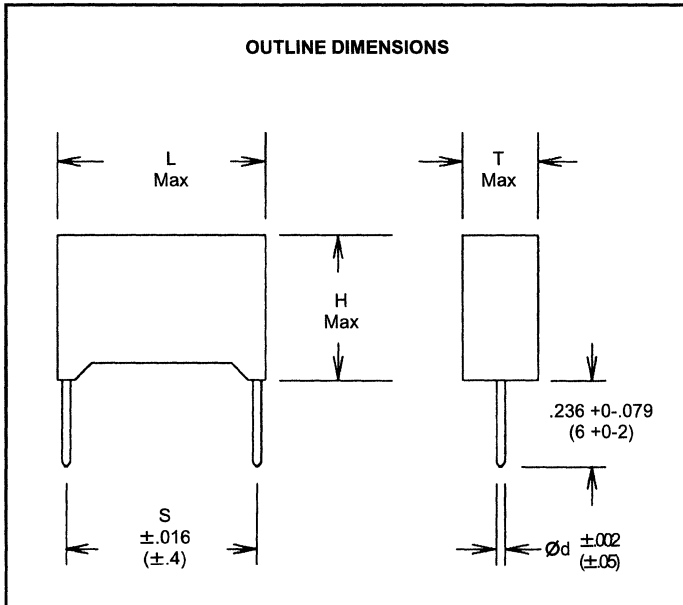 OUTLINE DIMENSIONS
L
Max
T
Max
H
Max
.236 +0-.079
(6 +0-2)
S
±.016
(±.4)
Ød ±.002
(±.05)